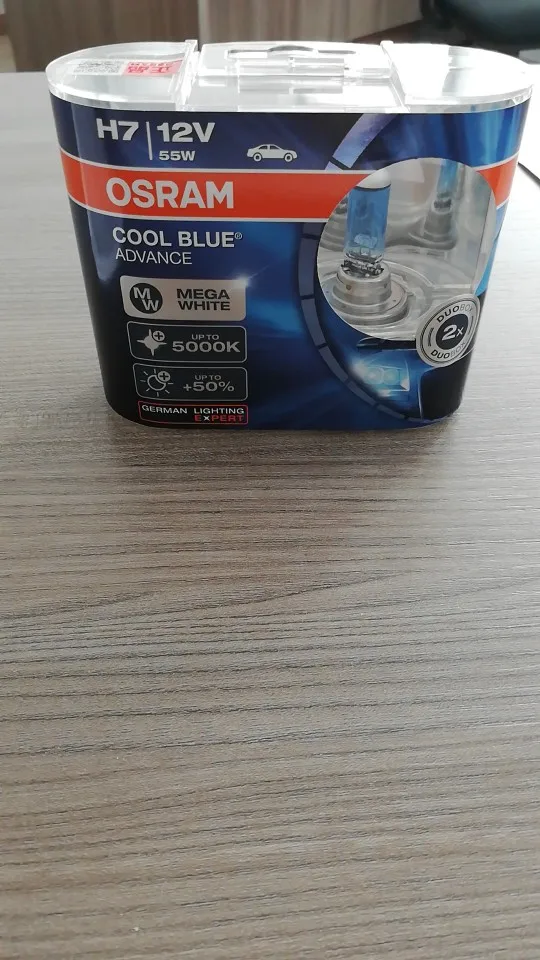 H7 | 12V
55W
OSRAM
COOL BLUE®
ADVANCE
MW
MEGA
WHITE
UP TO
5000K
UP TO
+50%
GERMAN LIGHTING
ExPERT
DUOBOX
2x
DUOBOX